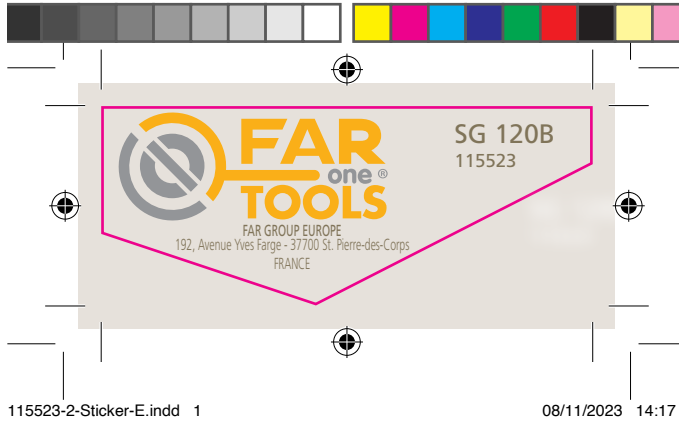 FAR
one ®
TOOLS
SG 120B
115523
FAR GROUP EUROPE
192, Avenue Yves Farge - 37700 St. Pierre-des-Corps
FRANCE
115523-2-Sticker-E.indd 1
08/11/2023 14:17